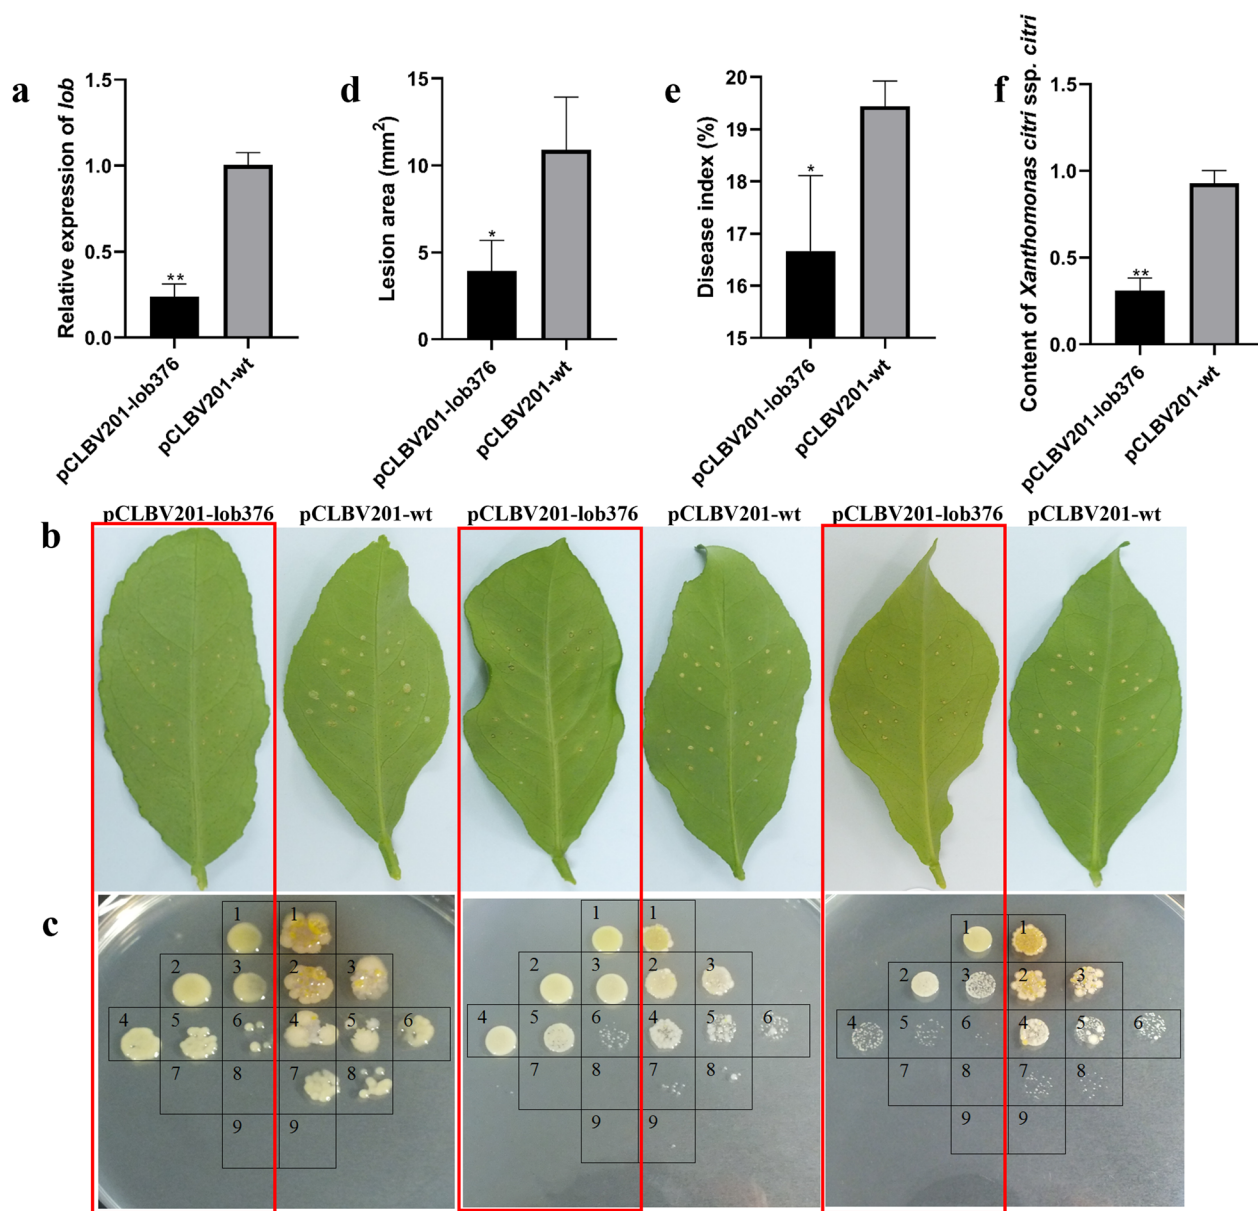 a
Relative expression of lob
1.5
1.0
0.5
0.0
**
pCLBV201-lob376
pCLBV201-wt
d
Lesion area (mm²)
15
10
5
0
*
pCLBV201-lob376
pCLBV201-wt
e
Disease index (%)
20
19
18
17
16
15
*
pCLBV201-lob376
pCLBV201-wt
f
Content of Xanthomonas citri ssp. citri
1.5
1.0
0.5
0.0
**
pCLBV201-lob376
pCLBV201-wt
b
pCLBV201-lob376 pCLBV201-wt pCLBV201-lob376 pCLBV201-wt pCLBV201-lob376 pCLBV201-wt
c
1 1
2 3 2 3
4 5 6 4 5 6
7 8 7 8
9 9
1 1
2 3 2 3
4 5 6 4 5 6
7 8 7 8
9 9
1 1
2 3 2 3
4 5 6 4 5 6
7 8 7 8
9 9